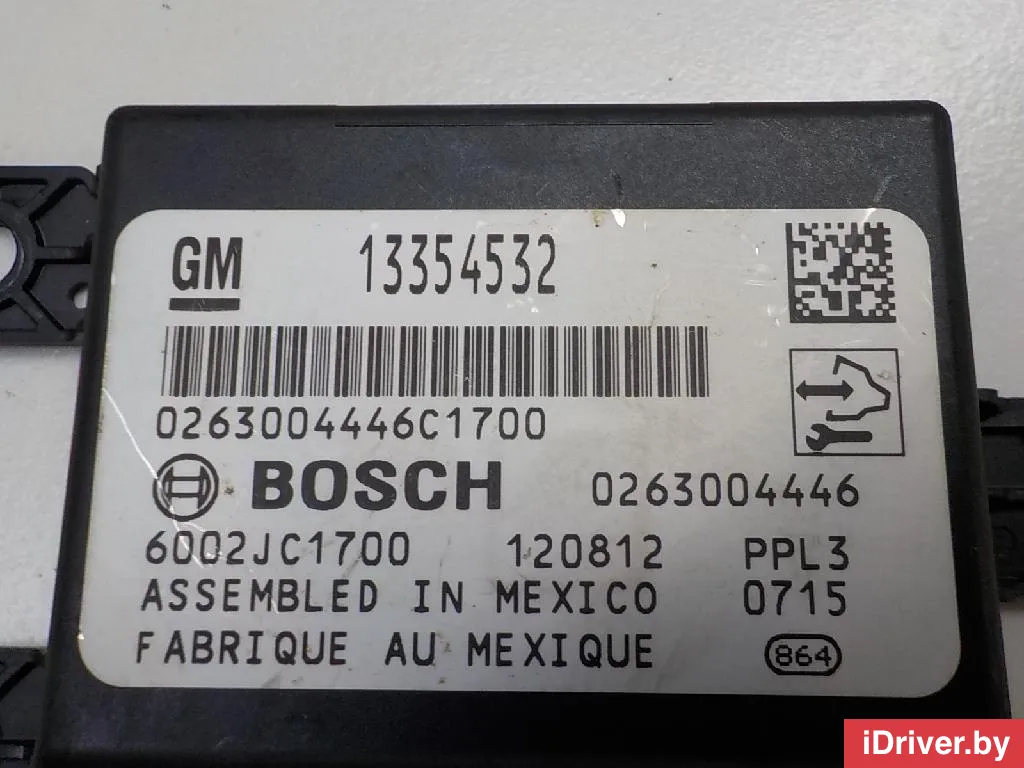 GM 13354532
0263004446C1700
BOSCH 0263004446
6002JC1700 120812 PPL3
ASSEMBLED IN MEXICO 0715
FABRIQUE AU MEXIQUE 864
iDriver.by